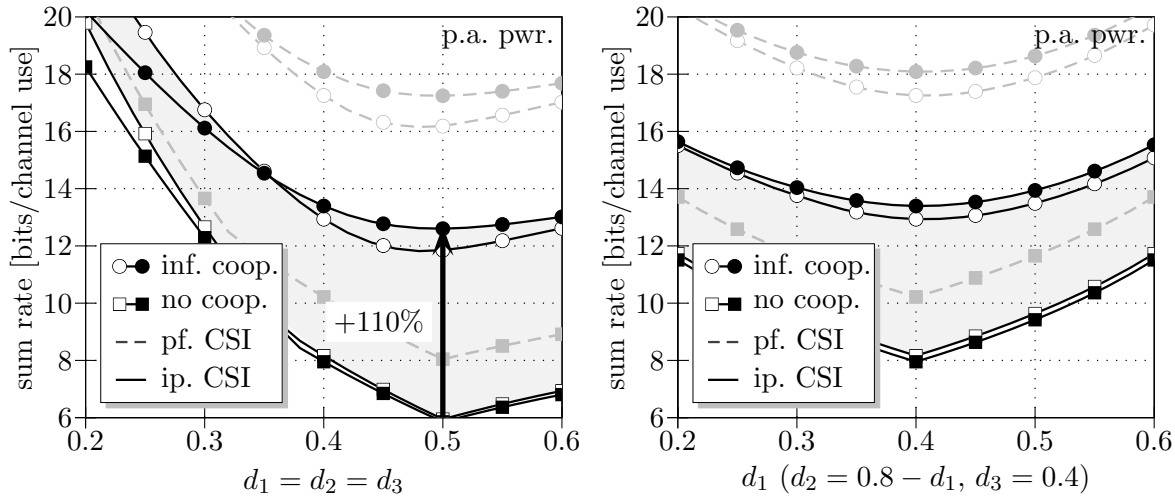 20
18
16
14
12
10
8
6
sum rate [bits/channel use]
p.a. pwr.
inf. coop.
no coop.
pf. CSI
ip. CSI
+110%
0.2 0.3 0.4 0.5 0.6
d₁ = d₂ = d₃
20
18
16
14
12
10
8
6
sum rate [bits/channel use]
p.a. pwr.
inf. coop.
no coop.
pf. CSI
ip. CSI
0.2 0.3 0.4 0.5 0.6
d₁ (d₂ = 0.8 − d₁, d₃ = 0.4)